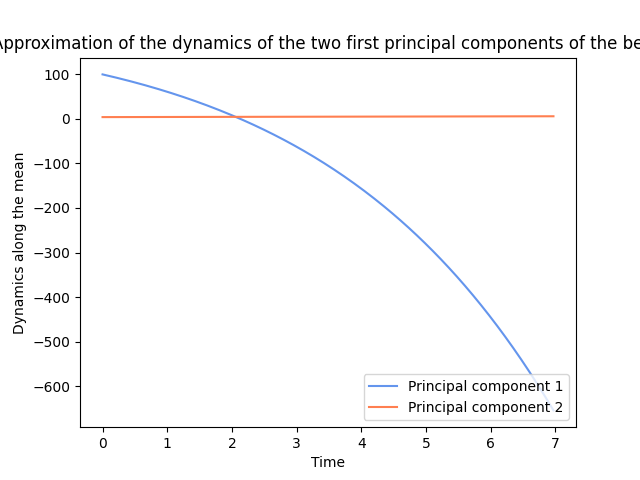 Approximation of the dynamics of the two first principal components of the be
100
0
−100
−200
−300
−400
−500
−600
Dynamics along the mean
0 1 2 3 4 5 6 7
Time
Principal component 1
Principal component 2